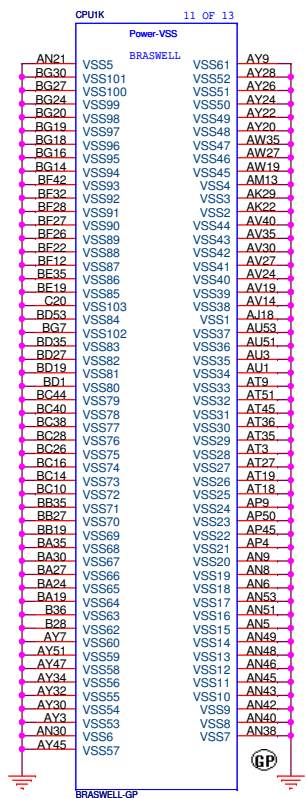 CPU1K 11 OF 13
Power-VSS
BRASWELL
AN21 VSS5 VSS61 AY9
BG30 VSS101 VSS52 AY28
BG27 VSS100 VSS51 AY26
BG24 VSS99 VSS50 AY24
BG20 VSS98 VSS49 AY22
BG19 VSS97 VSS48 AY20
BG18 VSS96 VSS47 AW35
BG16 VSS95 VSS46 AW27
BG14 VSS94 VSS45 AW19
BF42 VSS93 VSS4 AM13
BF32 VSS92 VSS3 AK29
BF28 VSS91 VSS2 AK22
BF27 VSS90 VSS44 AV40
BF26 VSS89 VSS43 AV35
BF22 VSS88 VSS42 AV30
BF12 VSS87 VSS41 AV27
BE35 VSS86 VSS40 AV24
BE19 VSS85 VSS39 AV19
C20 VSS103 VSS38 AV14
BD53 VSS84 VSS1 AJ18
BG7 VSS102 VSS37 AU53
BD35 VSS83 VSS36 AU51
BD27 VSS82 VSS35 AU3
BD19 VSS81 VSS34 AU1
BD1 VSS80 VSS33 AT9
BC44 VSS79 VSS32 AT51
BC40 VSS78 VSS31 AT45
BC38 VSS77 VSS30 AT36
BC28 VSS76 VSS29 AT35
BC26 VSS75 VSS28 AT3
BC16 VSS74 VSS27 AT27
BC14 VSS73 VSS26 AT19
BC10 VSS72 VSS25 AT18
BB35 VSS71 VSS24 AP9
BB27 VSS70 VSS23 AP50
BB19 VSS69 VSS22 AP45
BA35 VSS68 VSS21 AP4
BA30 VSS67 VSS20 AN9
BA27 VSS66 VSS19 AN8
BA24 VSS65 VSS18 AN6
BA19 VSS64 VSS17 AN53
B36 VSS63 VSS16 AN51
B28 VSS62 VSS15 AN5
AY7 VSS60 VSS14 AN49
AY51 VSS59 VSS13 AN48
AY47 VSS58 VSS12 AN46
AY34 VSS56 VSS11 AN45
AY32 VSS55 VSS10 AN43
AY30 VSS54 VSS9 AN42
AY3 VSS53 VSS8 AN40
AN30 VSS6 VSS7 AN38
AY45 VSS57
GP
BRASWELL-GP